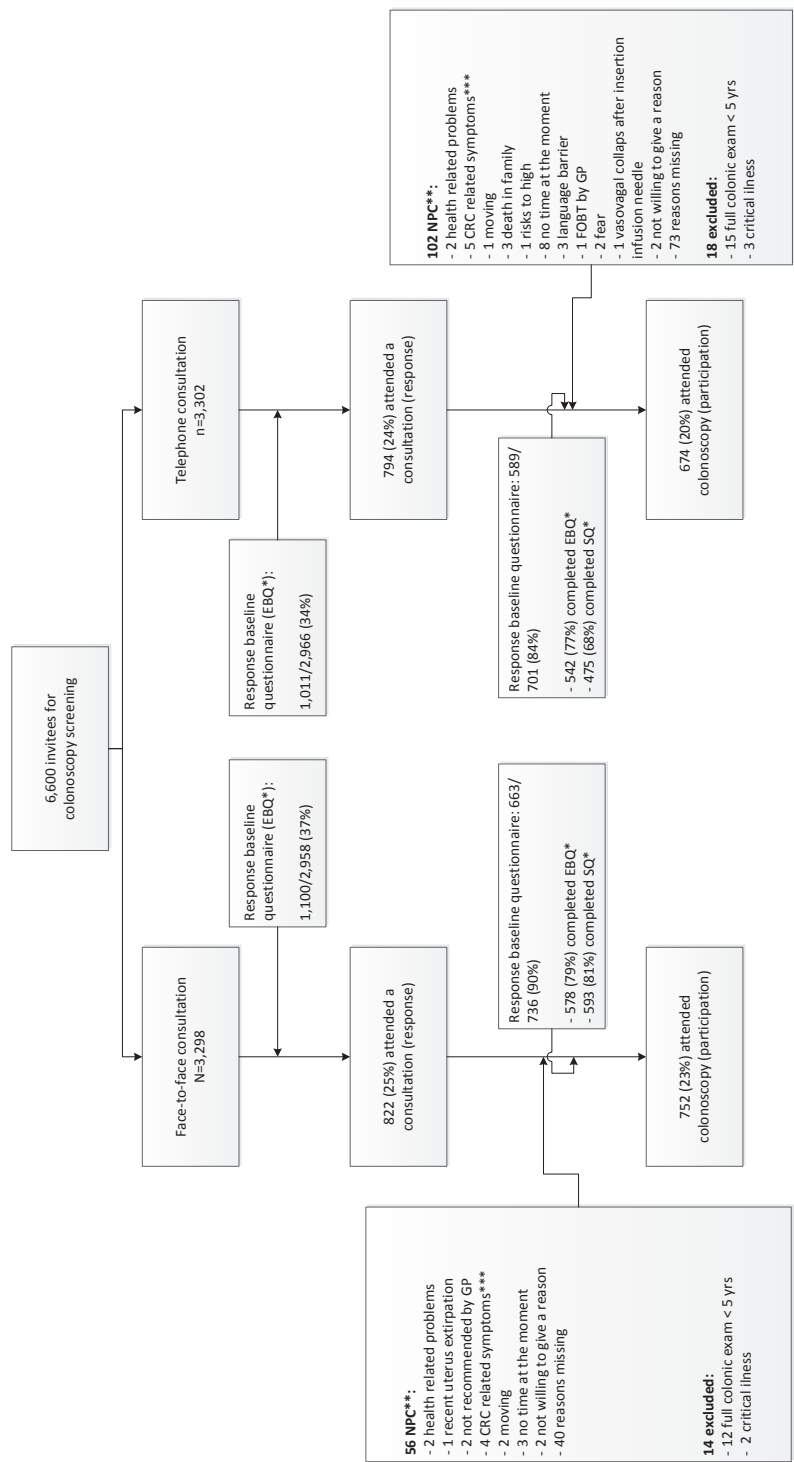 6,600 invitees for
colonoscopy screening
Face-to-face consultation
N=3,298
Telephone consultation
n=3,302
Response baseline
questionnaire (EBQ*):
1,100/2,958 (37%)
Response baseline
questionnaire (EBQ*):
1,011/2,966 (34%)
822 (25%) attended a
consultation (response)
794 (24%) attended a
consultation (response)
56 NPC**:
- 2 health related problems
- 1 recent uterus extirpation
- 2 not recommended by GP
- 4 CRC related symptoms***
- 2 moving
- 3 no time at the moment
- 2 not willing to give a reason
- 40 reasons missing
14 excluded:
- 12 full colonic exam < 5 yrs
- 2 critical ilness
Response baseline questionnaire: 663/
736 (90%)
- 578 (79%) completed EBQ*
- 593 (81%) completed SQ*
Response baseline questionnaire: 589/
701 (84%)
- 542 (77%) completed EBQ*
- 475 (68%) completed SQ*
102 NPC**:
- 2 health related problems
- 5 CRC related symptoms***
- 1 moving
- 3 death in family
- 1 risks to high
- 8 no time at the moment
- 3 language barrier
- 1 FOBT by GP
- 2 fear
- 1 vasovagal collaps after insertion
infusion needle
- 2 not willing to give a reason
- 73 reasons missing
18 excluded:
- 15 full colonic exam < 5 yrs
- 3 critical ilness
752 (23%) attended
colonoscopy (participation)
674 (20%) attended
colonoscopy (participation)